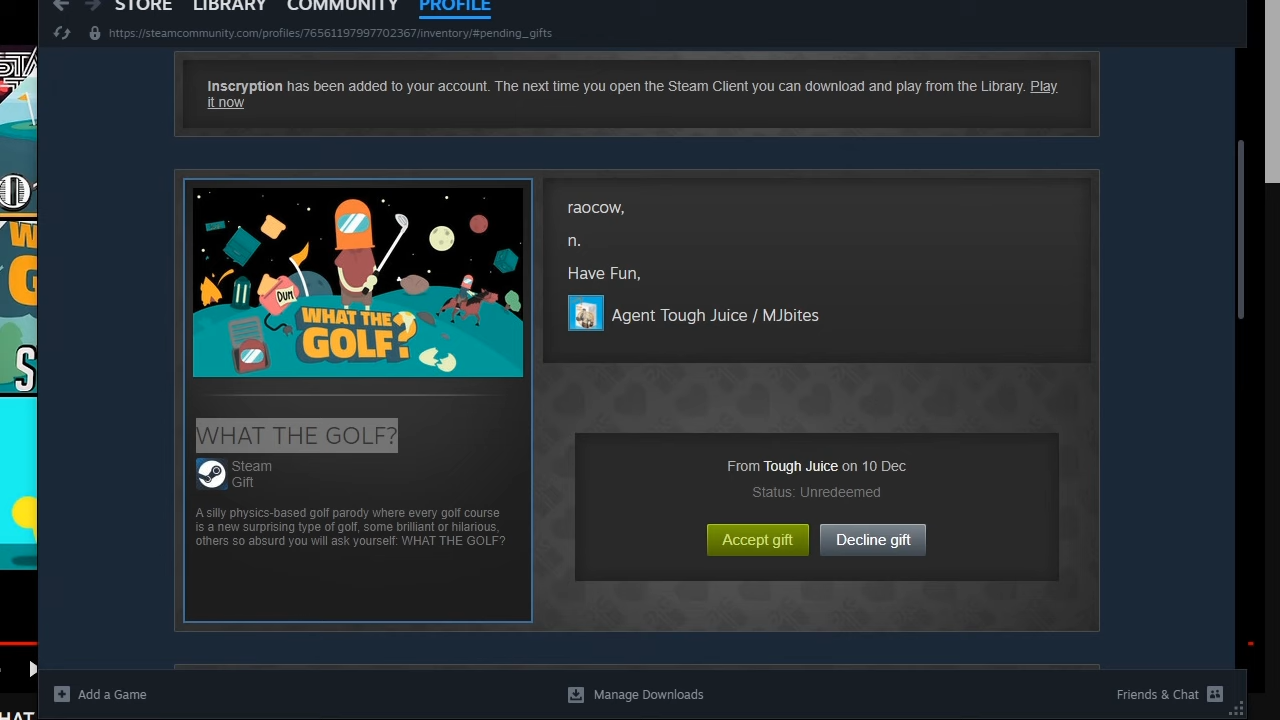 STORE LIBRARY COMMUNITY PROFILE
https://steamcommunity.com/profiles/76561197997702367/inventory/#pending_gifts
Inscryption has been added to your account. The next time you open the Steam Client you can download and play from the Library. Play
it now
raocow,
n.
Have Fun,
Agent Tough Juice / MJbites
Dun
WHAT THE
GOLF?
WHAT THE GOLF?
Steam
Gift
A silly physics-based golf parody where every golf course
is a new surprising type of golf, some brilliant or hilarious,
others so absurd you will ask yourself: WHAT THE GOLF?
From Tough Juice on 10 Dec
Status: Unredeemed
Accept gift Decline gift
Add a Game Manage Downloads Friends & Chat